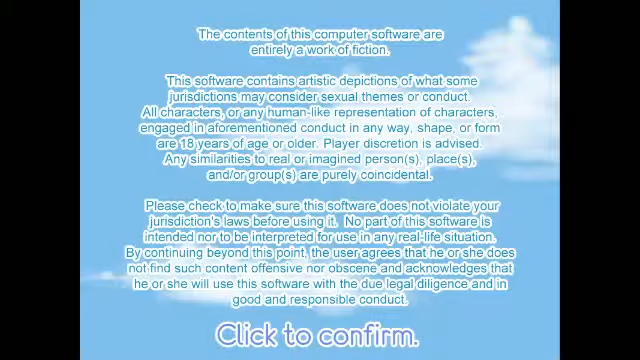 The contents of this computer software are
entirely a work of fiction.
This software contains artistic depictions of what some
jurisdictions may consider sexual themes or conduct.
All characters, or any human-like representation of characters,
engaged in aforementioned conduct in any way, shape, or form
are 18 years of age or older. Player discretion is advised.
Any similarities to real or imagined person(s), place(s),
and/or group(s) are purely coincidental.
Please check to make sure this software does not violate your
jurisdiction's laws before using it. No part of this software is
intended nor to be interpreted for use in any real-life situation.
By continuing beyond this point, the user agrees that he or she does
not find such content offensive nor obscene and acknowledges that
he or she will use this software with the due legal diligence and in
good and responsible conduct.
Click to confirm.